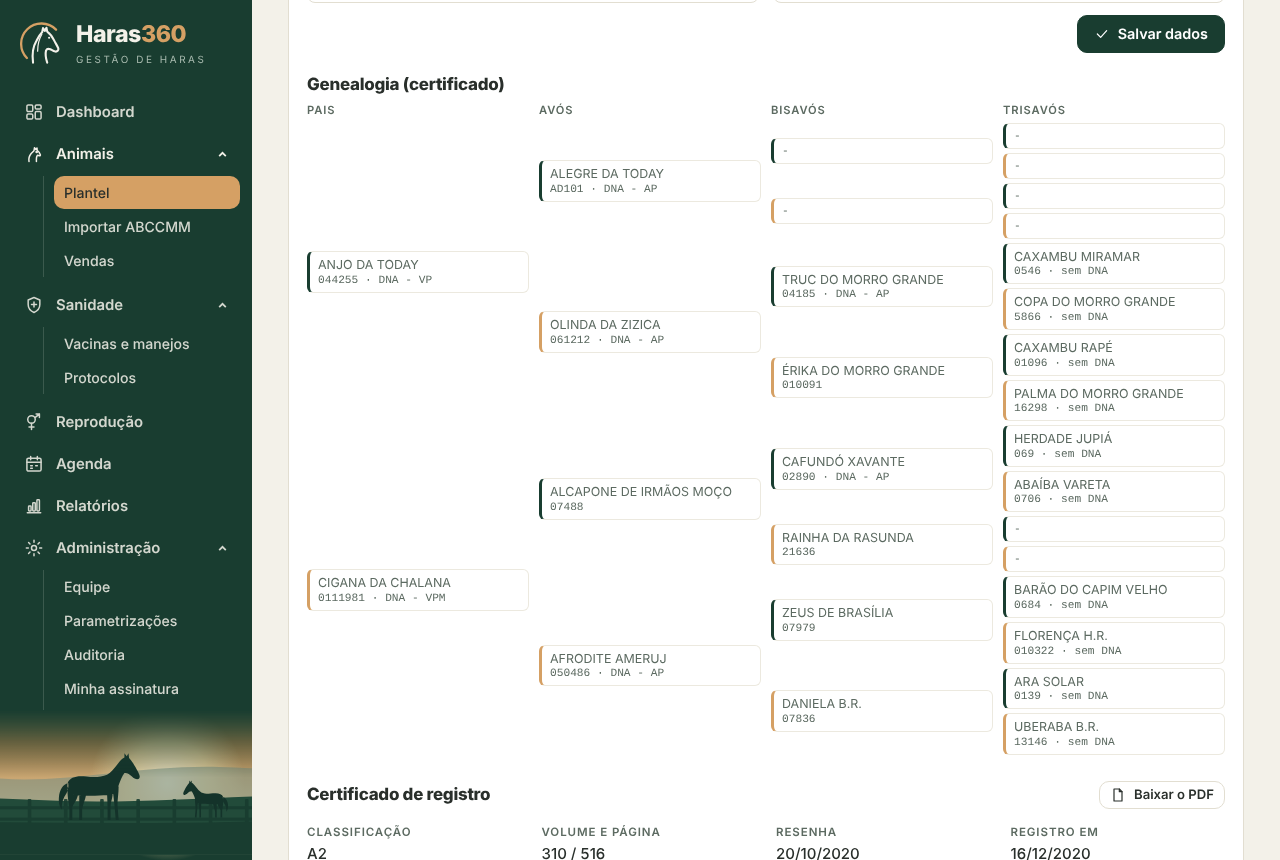 Haras360
GESTÃO DE HARAS
Dashboard
Animais
Plantel
Importar ABCCMM
Vendas
Sanidade
Vacinas e manejos
Protocolos
Reprodução
Agenda
Relatórios
Administração
Equipe
Parametrizações
Auditoria
Minha assinatura
Salvar dados
Genealogia (certificado)
PAIS
ANJO DA TODAY
044255 · DNA - VP
CIGANA DA CHALANA
0111981 · DNA - VPM
AVÓS
ALEGRE DA TODAY
AD101 · DNA - AP
OLINDA DA ZIZICA
061212 · DNA - AP
ALCAPONE DE IRMÃOS MOÇO
07488
AFRODITE AMERUJ
050486 · DNA - AP
BISAVÓS
-
-
TRUC DO MORRO GRANDE
04185 · DNA - AP
ÉRIKA DO MORRO GRANDE
010091
CAFUNDÓ XAVANTE
02890 · DNA - AP
RAINHA DA RASUNDA
21636
ZEUS DE BRASÍLIA
07979
DANIELA B.R.
07836
TRISAVÓS
-
-
-
-
CAXAMBU MIRAMAR
0546 · sem DNA
COPA DO MORRO GRANDE
5866 · sem DNA
CAXAMBU RAPÉ
01096 · sem DNA
PALMA DO MORRO GRANDE
16298 · sem DNA
HERDADE JUPIÁ
069 · sem DNA
ABAÍBA VARETA
0706 · sem DNA
-
-
BARÃO DO CAPIM VELHO
0684 · sem DNA
FLORENÇA H.R.
010322 · sem DNA
ARA SOLAR
0139 · sem DNA
UBERABA B.R.
13146 · sem DNA
Certificado de registro
Baixar o PDF
CLASSIFICAÇÃO
A2
VOLUME E PÁGINA
310 / 516
RESENHA
20/10/2020
REGISTRO EM
16/12/2020